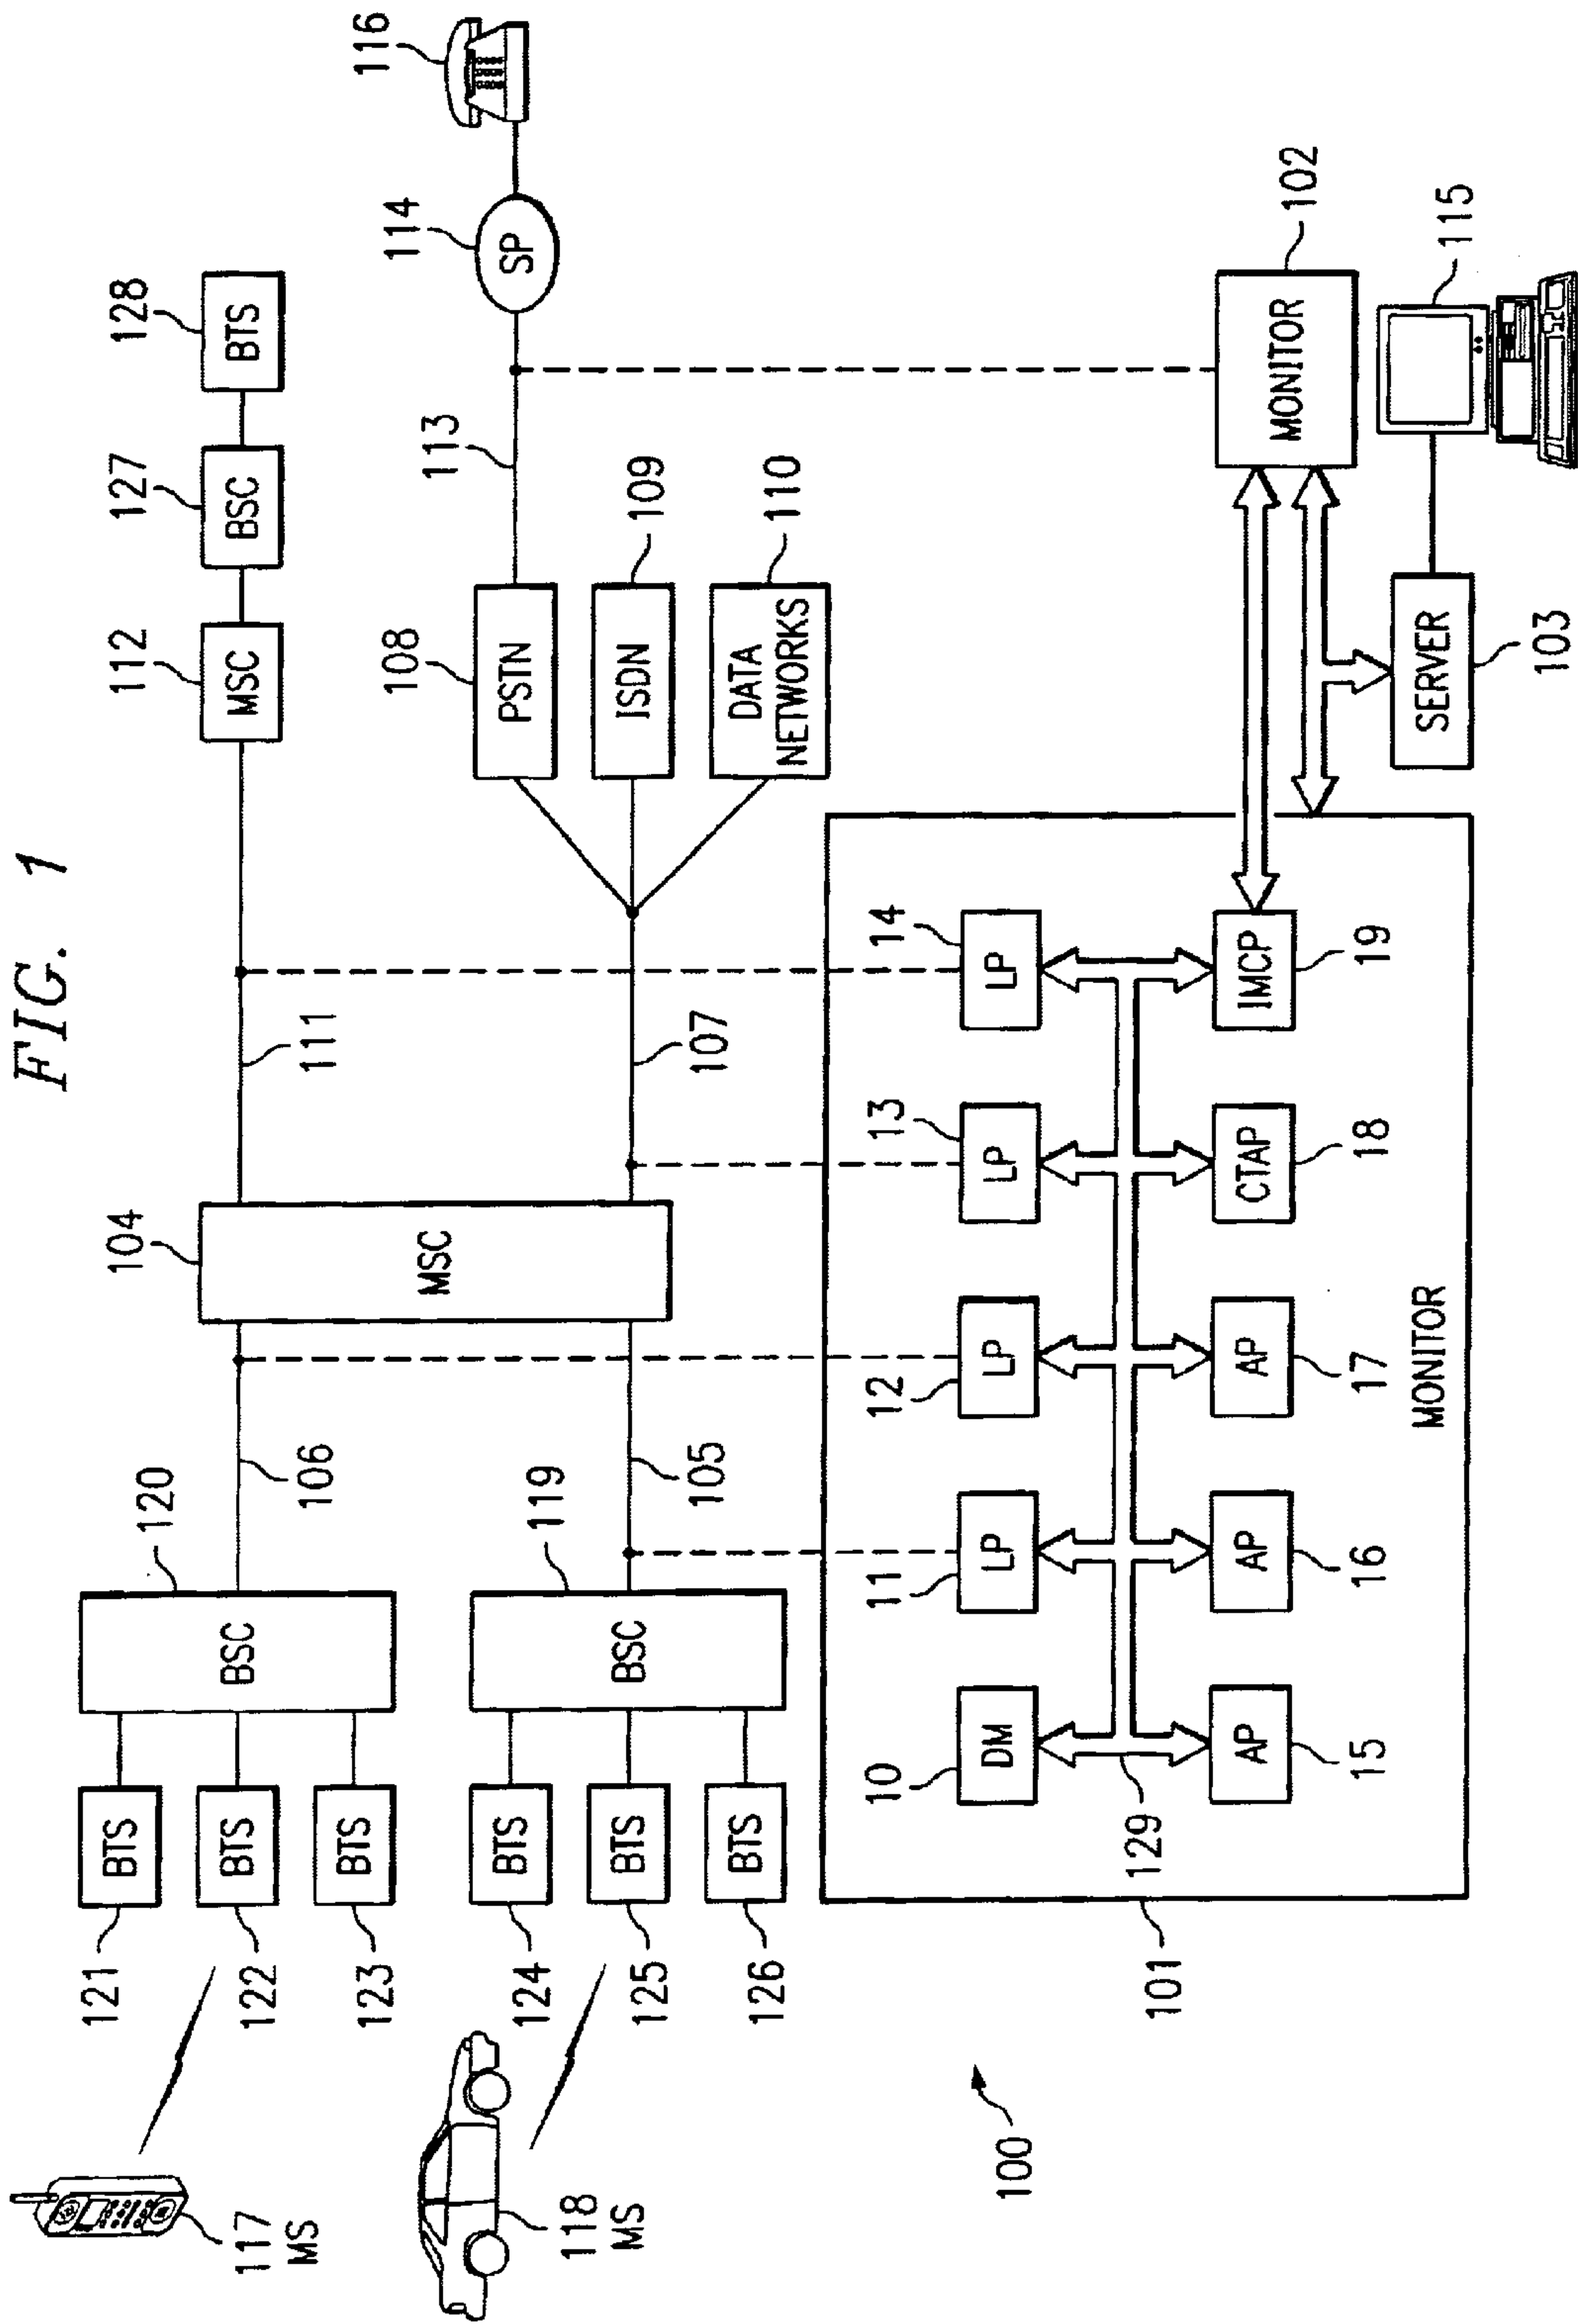 FIG. 1
117
MS
118
MS
100
121
BTS
122
BTS
123
BTS
124
BTS
125
BTS
126
BTS
120
BSC
119
BSC
106
105
104
MSC
111
107
112
MSC
127
BSC
128
BTS
108
PSTN
109
ISDN
110
DATA
NETWORKS
113
114
SP
116
101
MONITOR
10
DM
11
LP
12
LP
13
LP
14
LP
129
AP
15
AP
16
AP
17
CTAP
18
IMCP
19
MONITOR
102
SERVER
103
115